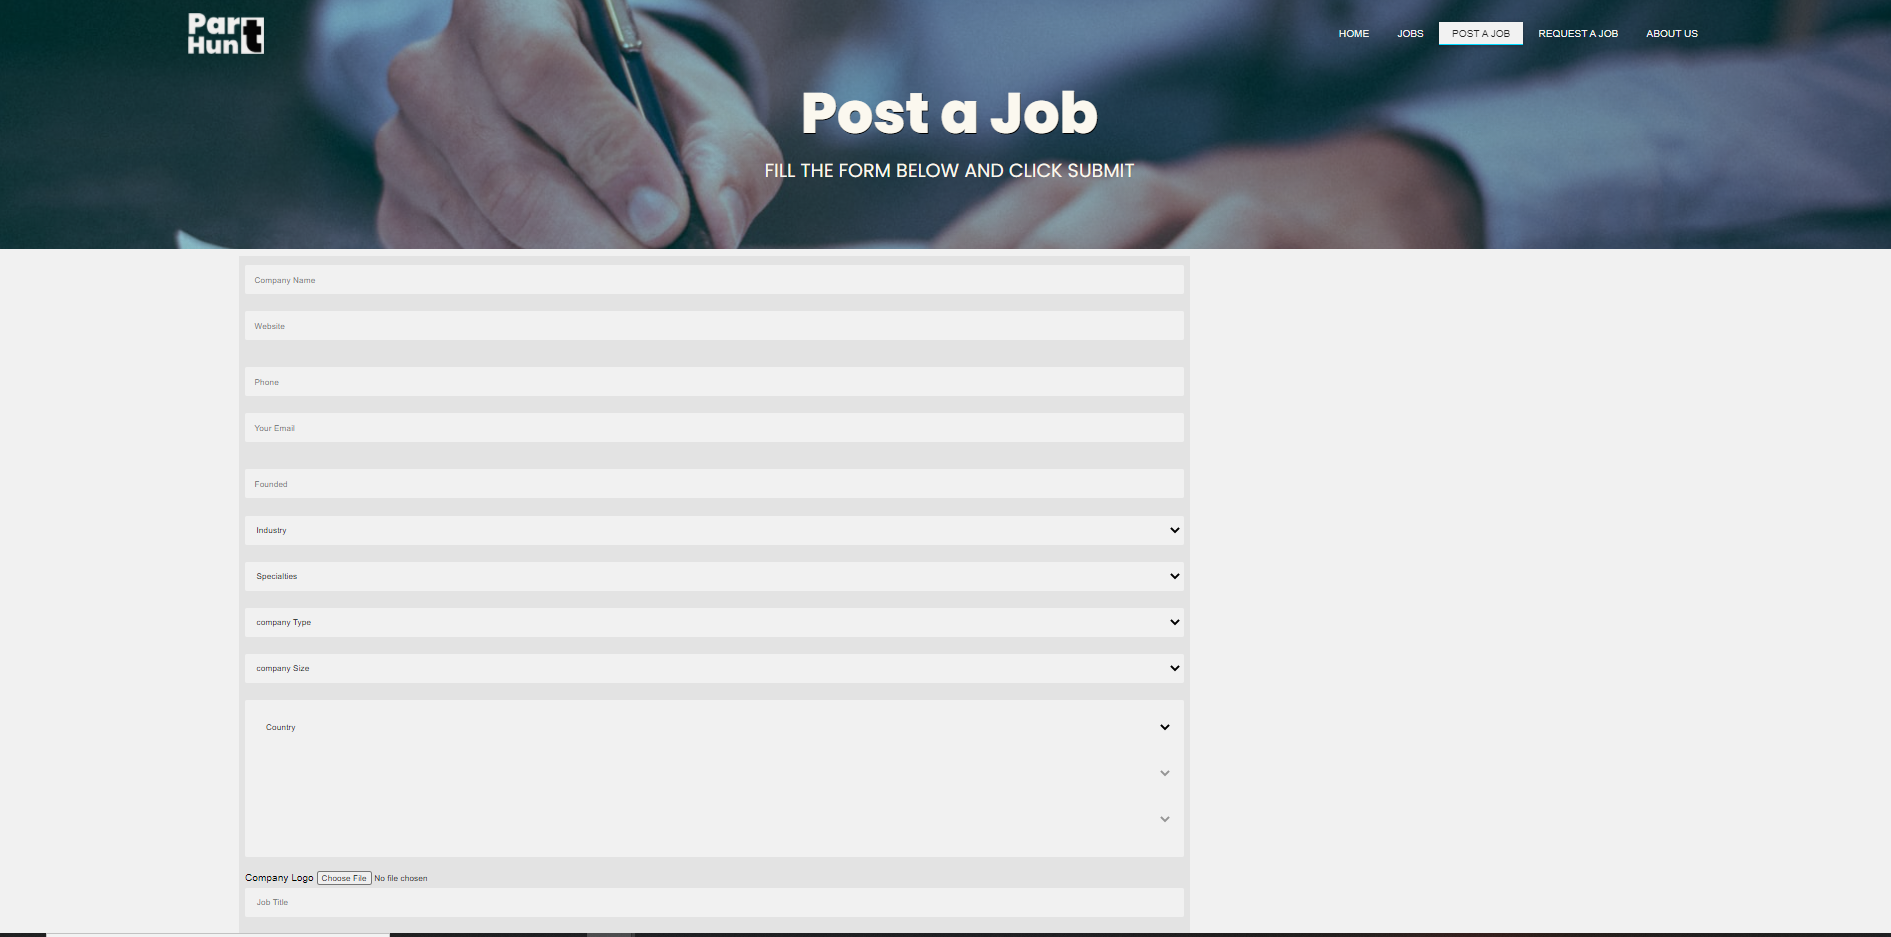 Part
Hunt
HOME
JOBS
POST A JOB
REQUEST A JOB
ABOUT US
Post a Job
FILL THE FORM BELOW AND CLICK SUBMIT
Company Name
Website
Phone
Your Email
Founded
Industry
Specialties
company Type
company Size
Country
Company Logo Choose File No file chosen
Job Title